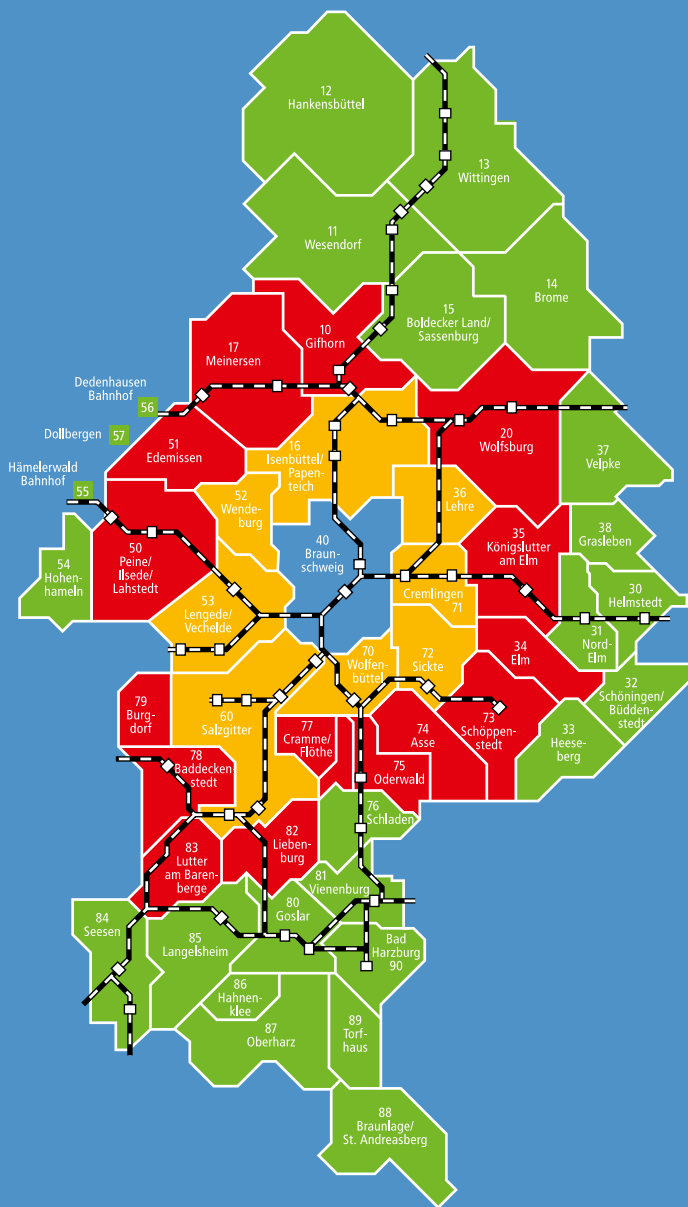 12
Hankensbüttel
13
Wittingen
11
Wesendorf
14
Brome
15
Boldecker Land/
Sassenburg
10
Gifhorn
17
Meinersen
Dedenhausen
Bahnhof
56
Dollbergen
57
51
Edemissen
16
Isenbüttel/
Papen-
teich
20
Wolfsburg
37
Velpke
Hämelerwald
Bahnhof
55
52
Wende-
burg
36
Lehre
40
Braun-
schweig
35
Königslutter
am Elm
38
Grasleben
50
Peine/
Ilsede/
Lahstedt
54
Hohen-
hameln
30
Helmstedt
Cremlingen
71
53
Lengede/
Vechelde
31
Nord-
Elm
34
Elm
70
Wolfen-
büttel
72
Sickte
32
Schöningen/
Büdden-
stedt
79
Burg-
dorf
60
Salzgitter
77
Cramme/
Flöthe
74
Asse
73
Schöppen-
stedt
33
Heese-
berg
78
Baddecken-
stedt
75
Oderwald
76
Schladen
82
Lieben-
burg
83
Lutter
am Baren-
berge
81
Vienenburg
80
Goslar
84
Seesen
85
Langelsheim
Bad
Harzburg
90
86
Hahnen-
klee
87
Oberharz
89
Torf-
haus
88
Braunlage/
St. Andreasberg